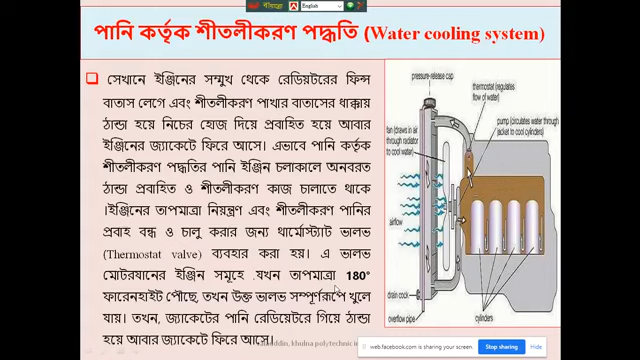 English
পানি কর্তৃক শীতলীকরণ পদ্ধতি (Water cooling system)
সেখানে ইঞ্জিনের সম্মুখ থেকে রেডিয়টরের ফিন্স
বাতাস লেগে এবং শীতলীকরণ পাখার বাতাসের ধাক্কায়
ঠান্ডা হয়ে নিচের হোজ দিয়ে প্রবাহিত হয়ে আবার
ইঞ্জিনের জ্যাকেটে ফিরে আসে। এভাবে পানি কর্তৃক
শীতলীকরণ পদ্ধতির পানি ইঞ্জিন চলাকালে অনবরত
ঠান্ডা প্রবাহিত ও শীতলীকরণ কাজ চালাতে থাকে
।ইঞ্জিনের তাপমাত্রা নিয়ন্ত্রণ এবং শীতলীকরণ পানির
প্রবাহ বন্ধ ও চালু করার জন্য থার্মোস্ট্যাট ভালভ
(Thermostat valve) ব্যবহার করা হয়। এ ভালভ
মোটরযানের ইঞ্জিন সমূহে .যখন তাপমাত্রা 180°
ফারেনহাইট পৌছে, তখন উক্ত ভালভ সম্পূর্ণরূপে খুলে
যায়। তখন, জ্যাকেটের পানি রেডিয়েটরে গিয়ে ঠান্ডা
হয়ে আবার জ্যাকেটে ফিরে আসে।
pressure-release cap
thermostat (regulates
flow of water)
pump (circulates water through
jacket to cool cylinders)
fan (draws in air
through radiator
to cool water)
airflow
drain cock
overflow pipe
cylinders
khulna polytechnic
web.facebook.com is sharing your screen.
Stop sharing
Hide